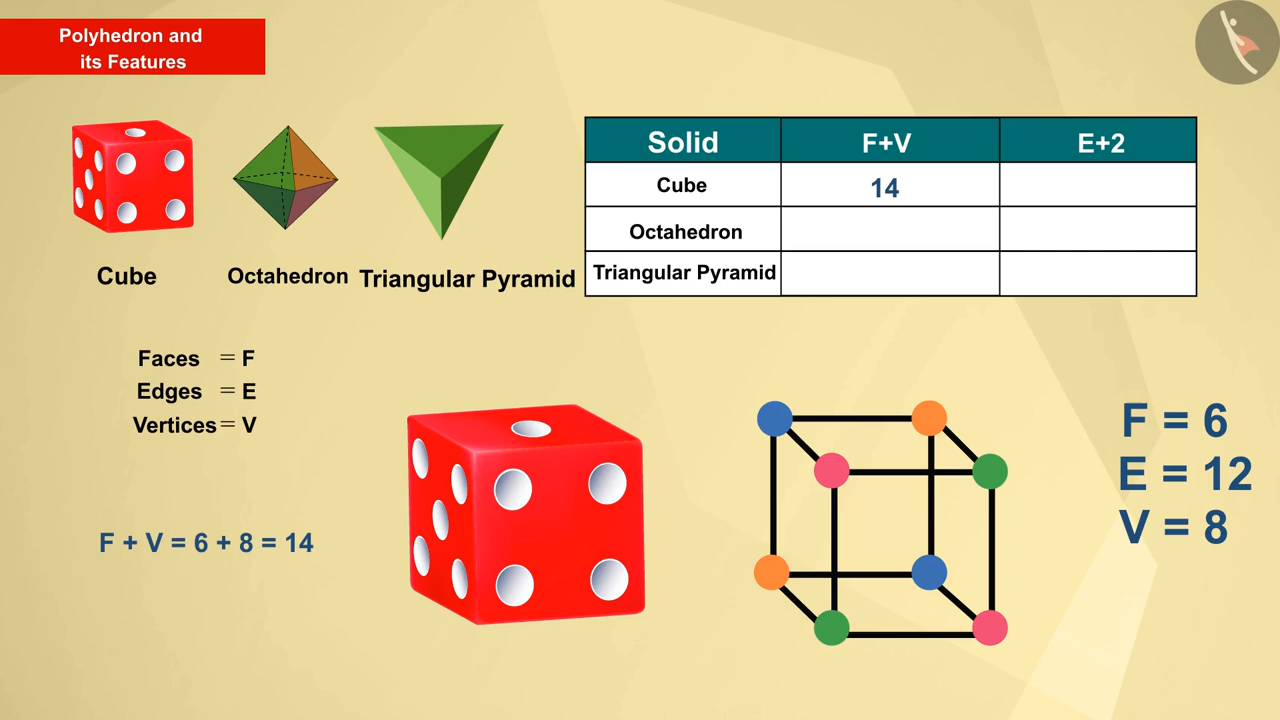 Polyhedron and
its Features
Cube
Octahedron
Triangular Pyramid
Solid F+V E+2
Cube 14
Octahedron
Triangular Pyramid
Faces = F
Edges = E
Vertices = V
F + V = 6 + 8 = 14
F = 6
E = 12
V = 8